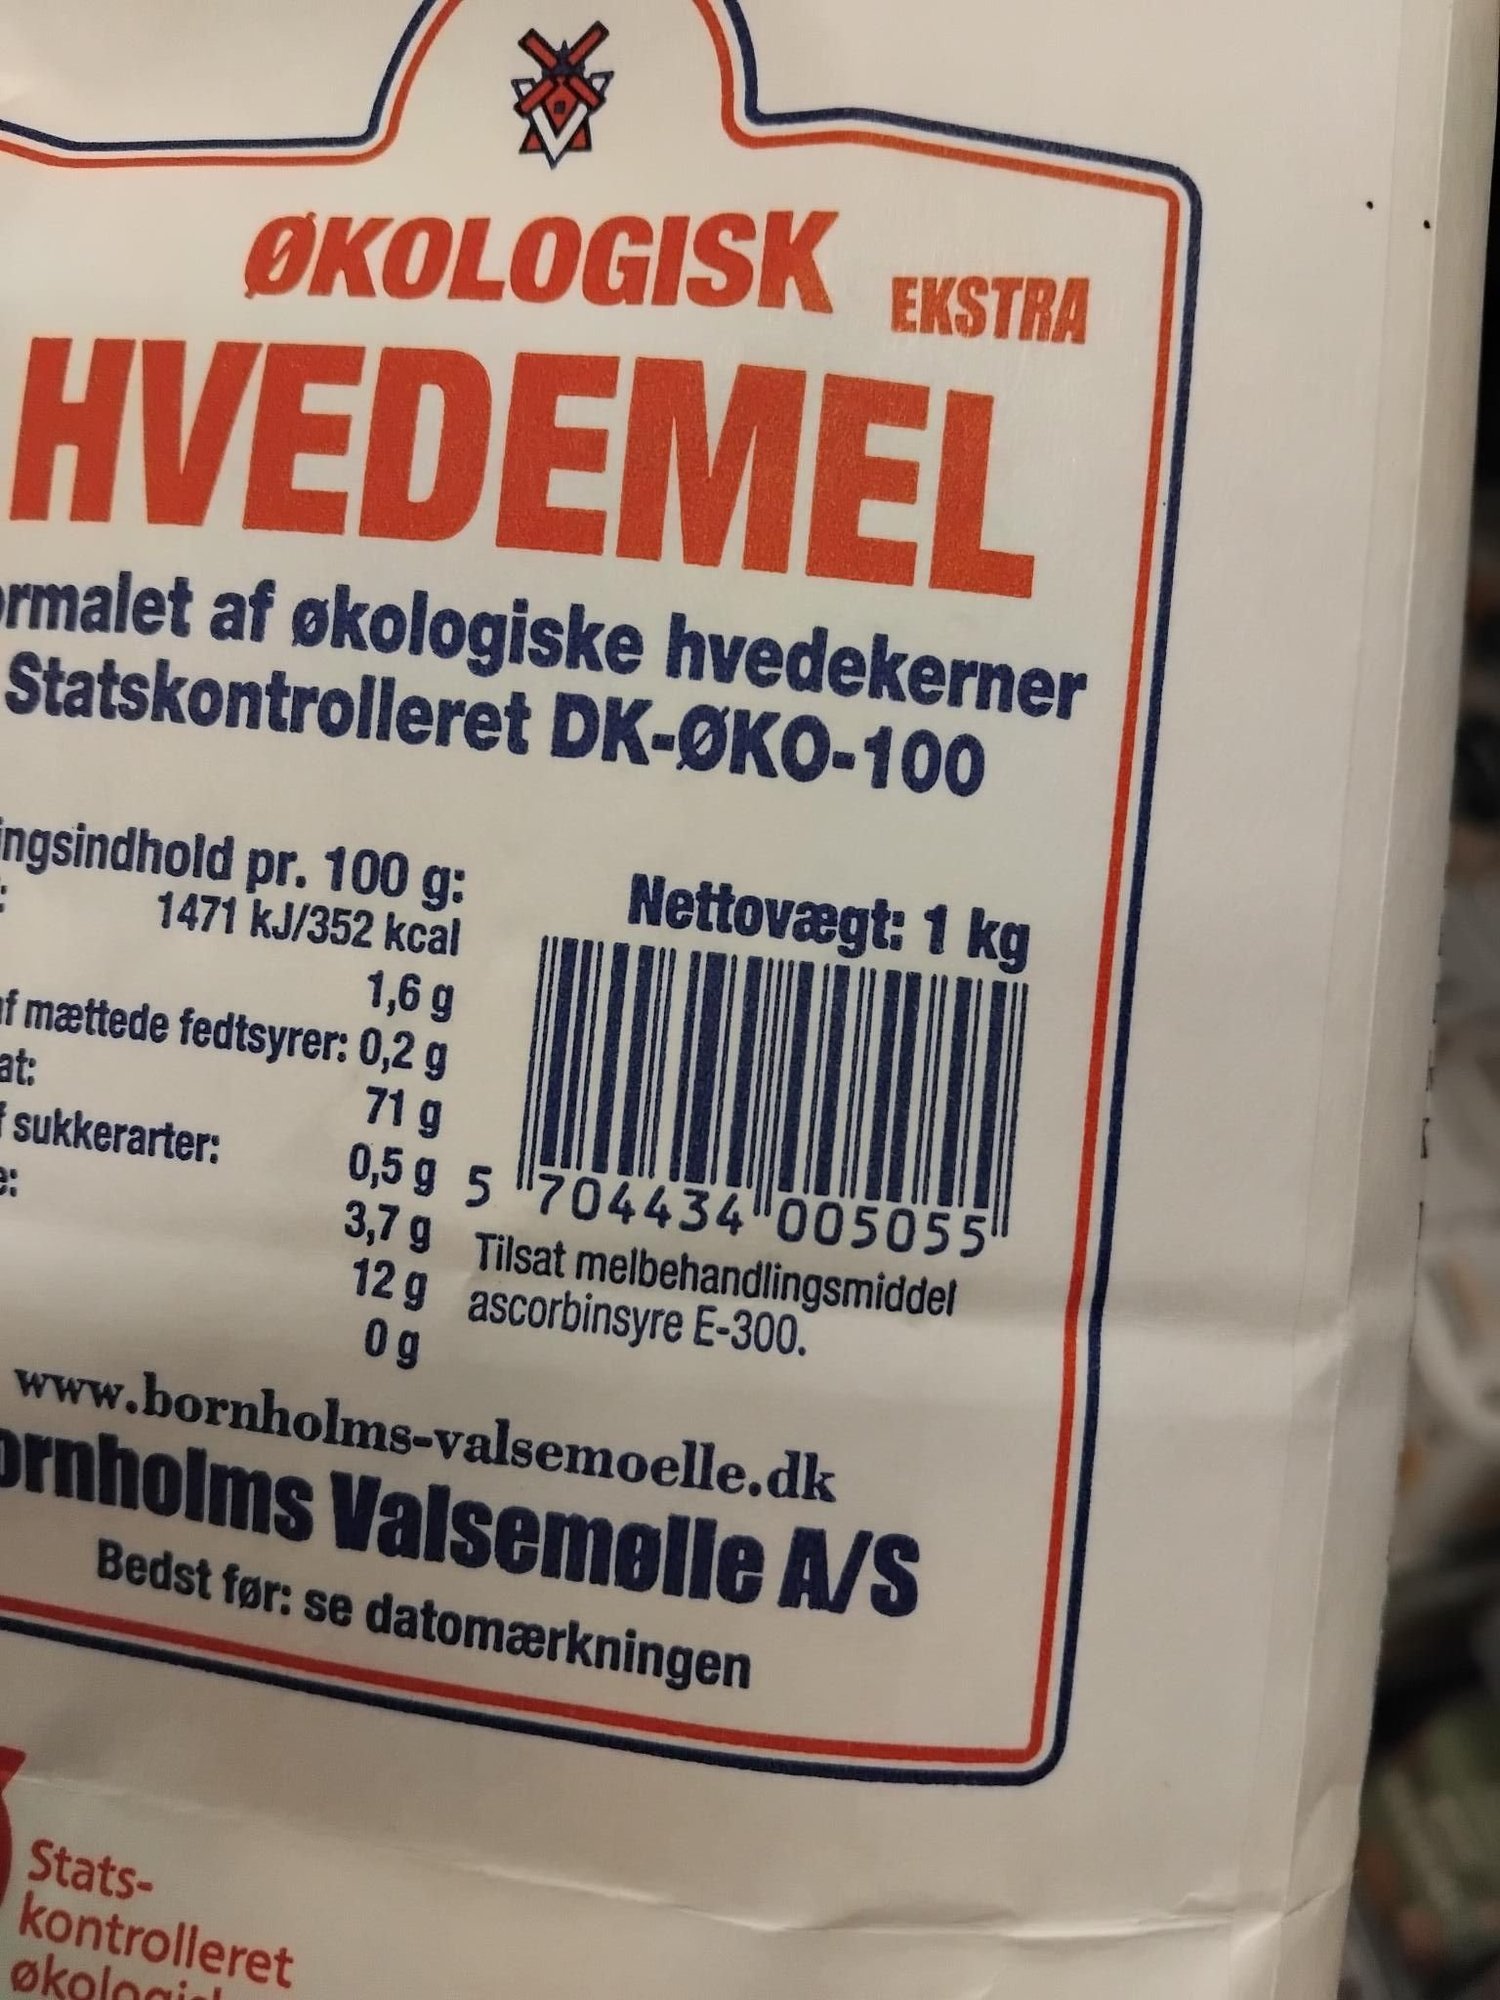 ØKOLOGISK EKSTRA
HVEDEMEL
ormalet af økologiske hvedekerner
Statskontrolleret DK-ØKO-100
ingsindhold pr. 100 g:
: 1471 kJ/352 kcal
1,6 g
af mættede fedtsyrer: 0,2 g
at: 71 g
f sukkerarter: 0,5 g
e: 3,7 g
12 g
0 g
Nettovægt: 1 kg
5 704434 005055
Tilsat melbehandlingsmiddel
ascorbinsyre E-300.
www.bornholms-valsemoelle.dk
ornholms Valsemølle A/S
Bedst før: se datomærkningen
Stats-
kontrolleret